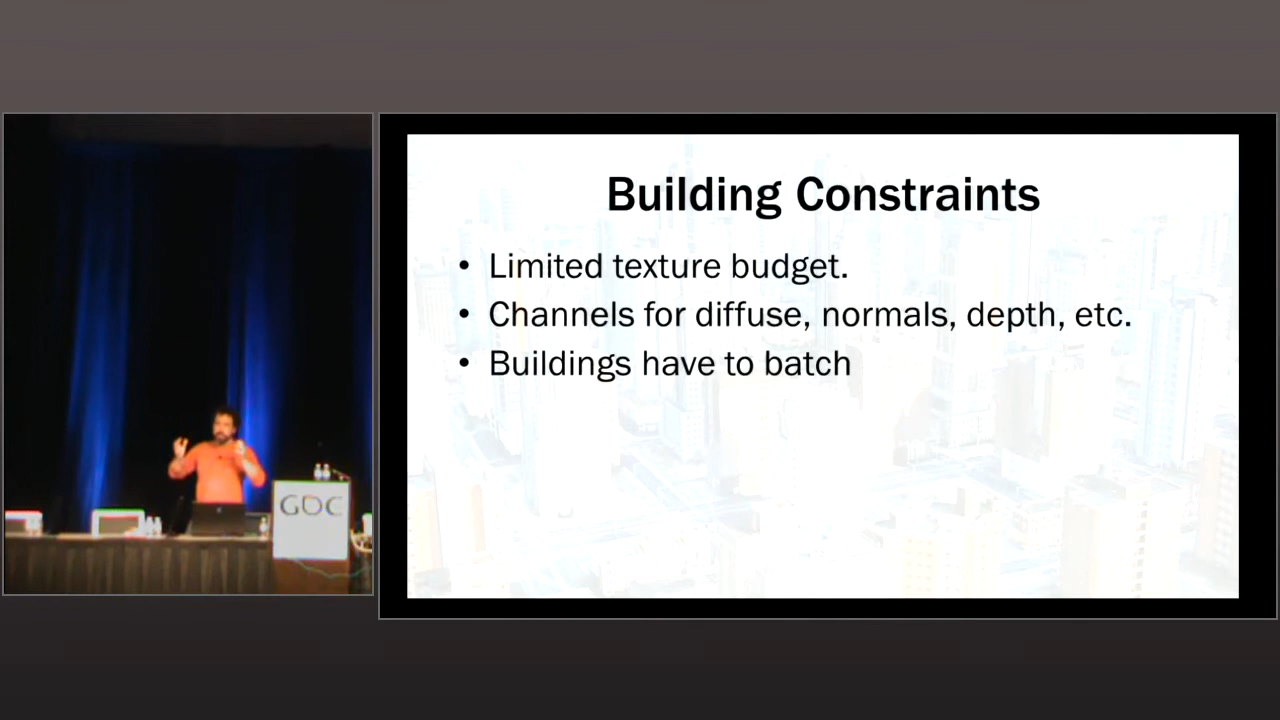 Building Constraints
• Limited texture budget.
• Channels for diffuse, normals, depth, etc.
• Buildings have to batch
GDC